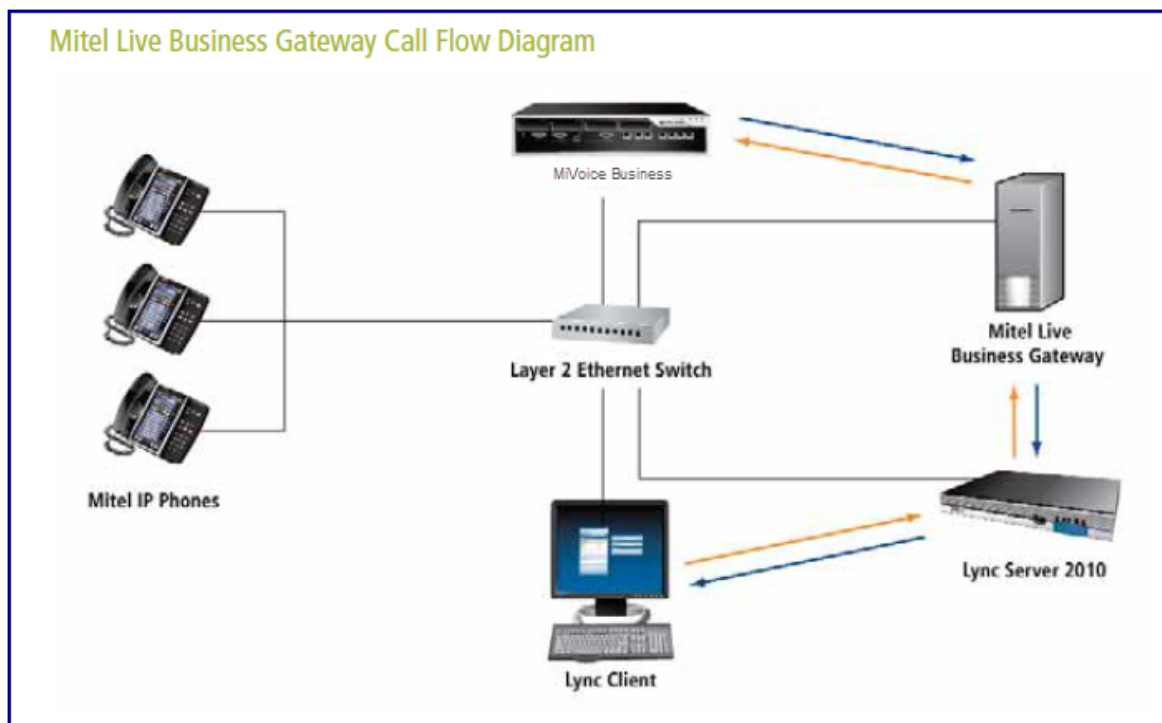 Mitel Live Business Gateway Call Flow Diagram
MiVoice Business
Mitel Live
Business Gateway
Layer 2 Ethernet Switch
Mitel IP Phones
Lync Server 2010
Lync Client